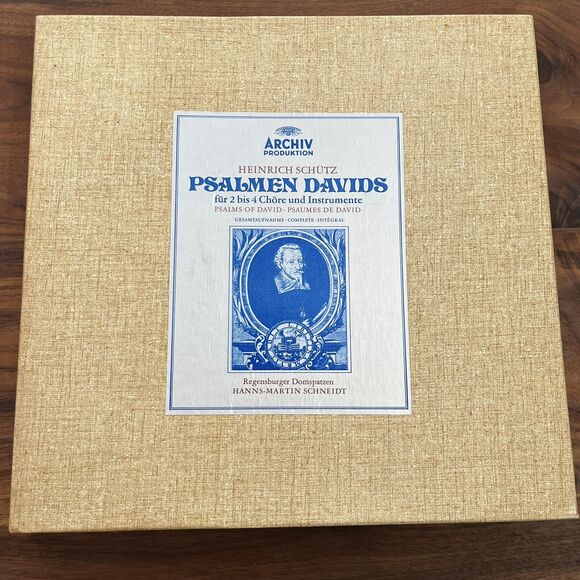 ARCHIV
PRODUKTION
HEINRICH SCHÜTZ
PSALMEN DAVIDS
für 2 bis 4 Chöre und Instrumente
PSALMS OF DAVID · PSAUMES DE DAVID
GESAMTAUFNAHME · COMPLETE · INTÉGRAL
Regensburger Domspatzen
HANNS-MARTIN SCHNEIDT